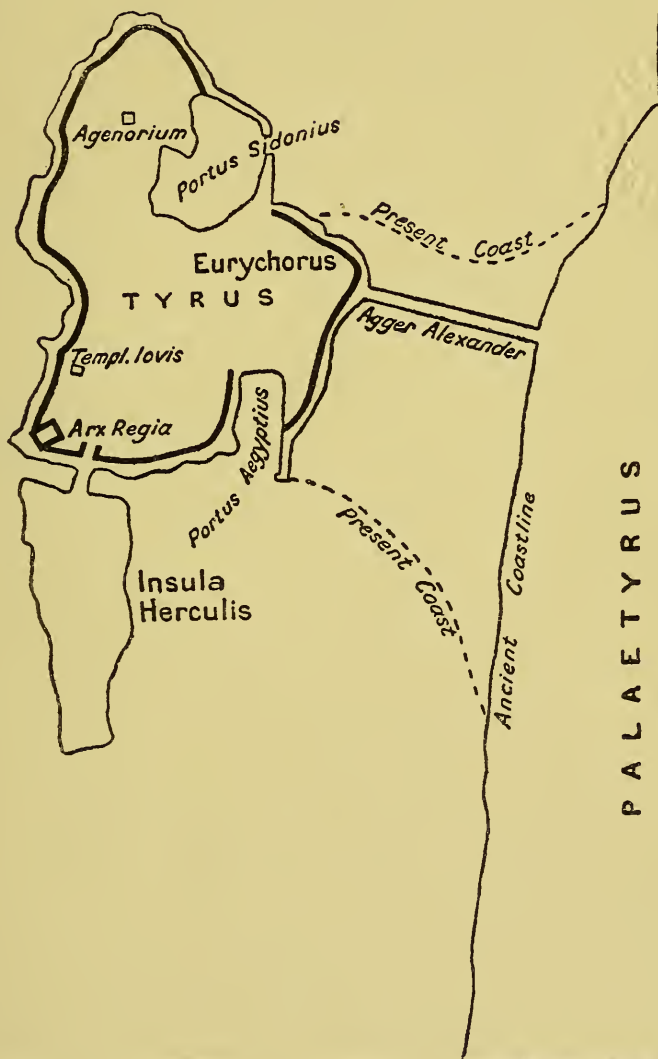 Agenorium
Portus Sidonius
Present Coast
Eurychorus
TYRUS
Agger Alexander
Templ. Iovis
Arx Regia
Portus Aegyptius
Present Coast
Ancient Coastline
Insula
Herculis
PALAETYRUS